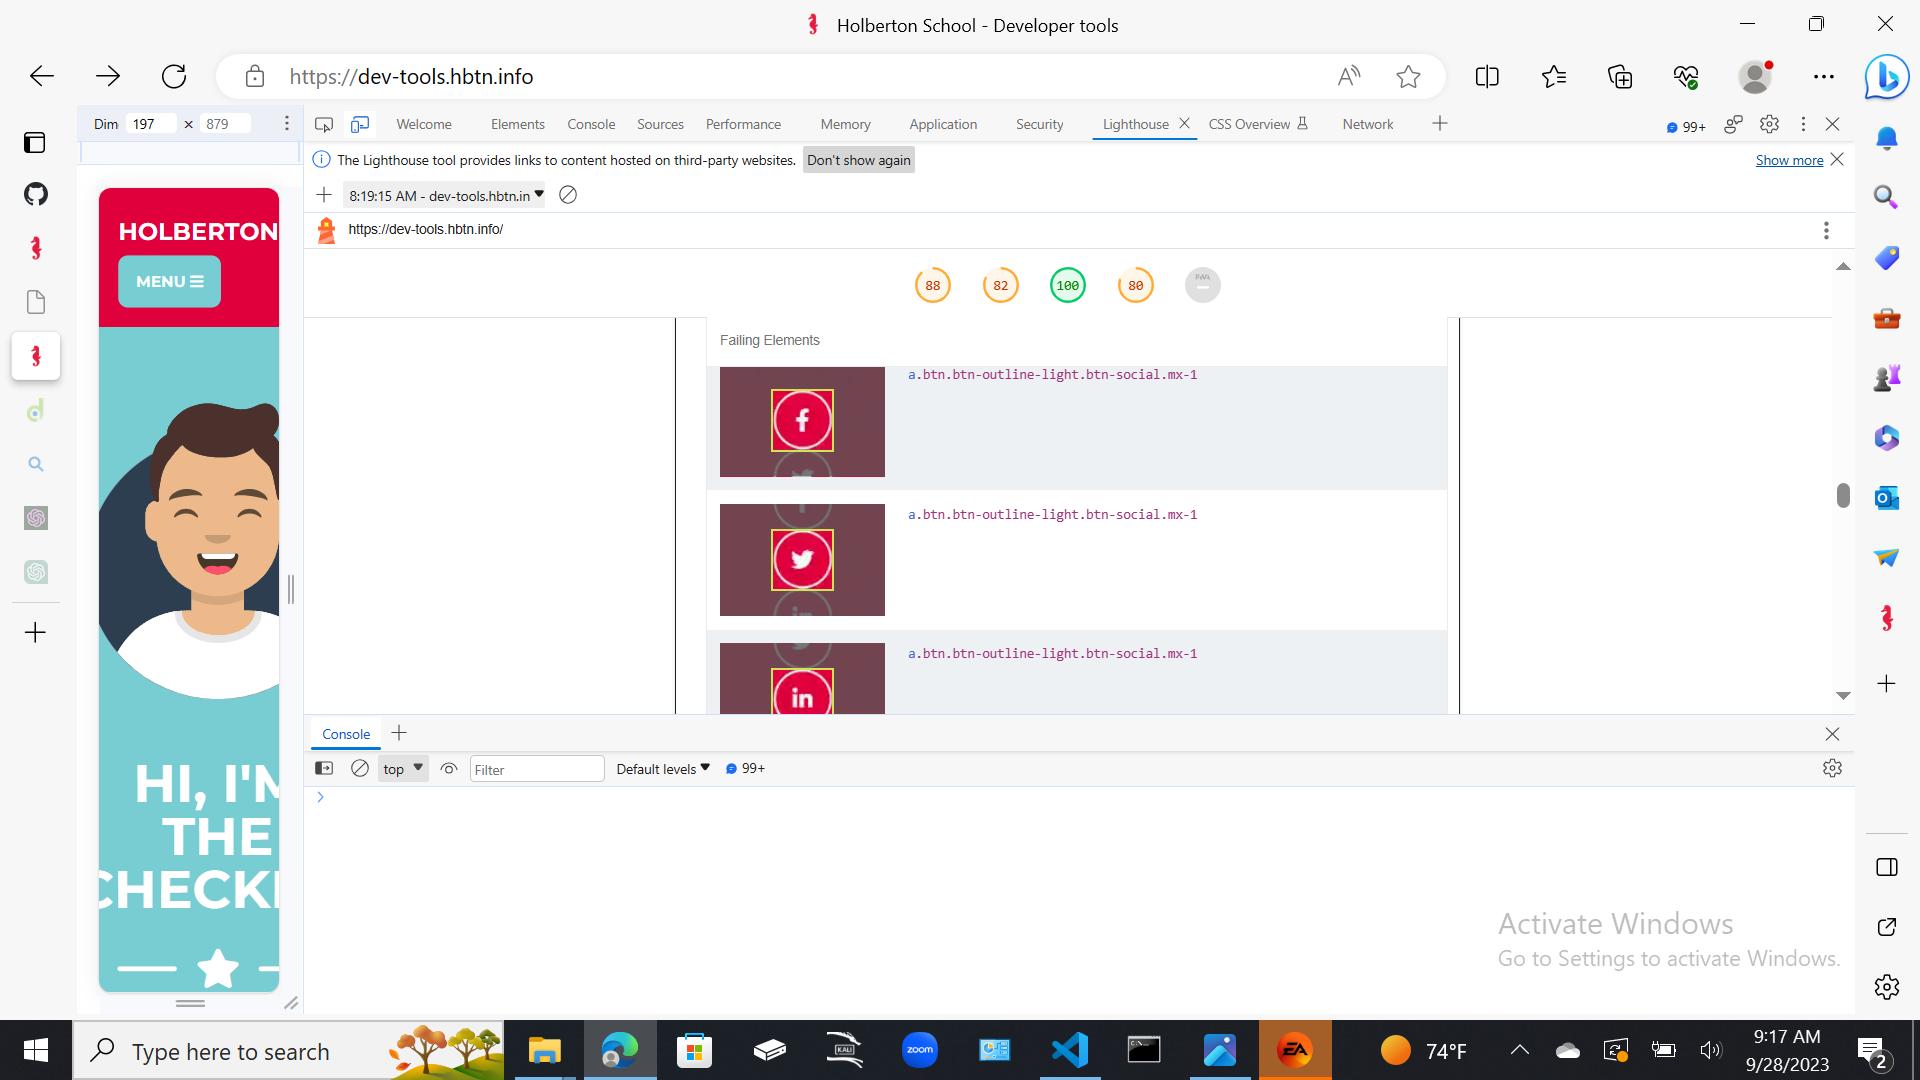 Holberton School - Developer tools
https://dev-tools.hbtn.info
Dim 197 × 879
Welcome Elements Console Sources Performance Memory Application Security Lighthouse CSS Overview Network 99+
The Lighthouse tool provides links to content hosted on third-party websites. Don't show again Show more
8:19:15 AM - dev-tools.hbtn.in
https://dev-tools.hbtn.info/
88 82 100 80 PWA
HOLBERTON
MENU
Failing Elements
a.btn.btn-outline-light.btn-social.mx-1
a.btn.btn-outline-light.btn-social.mx-1
a.btn.btn-outline-light.btn-social.mx-1
HI, I'M
THE
CHECK
Console
top Filter Default levels 99+
Activate Windows
Go to Settings to activate Windows.
Type here to search
KALI
zoom
EA
74°F
9:17 AM
9/28/2023
2